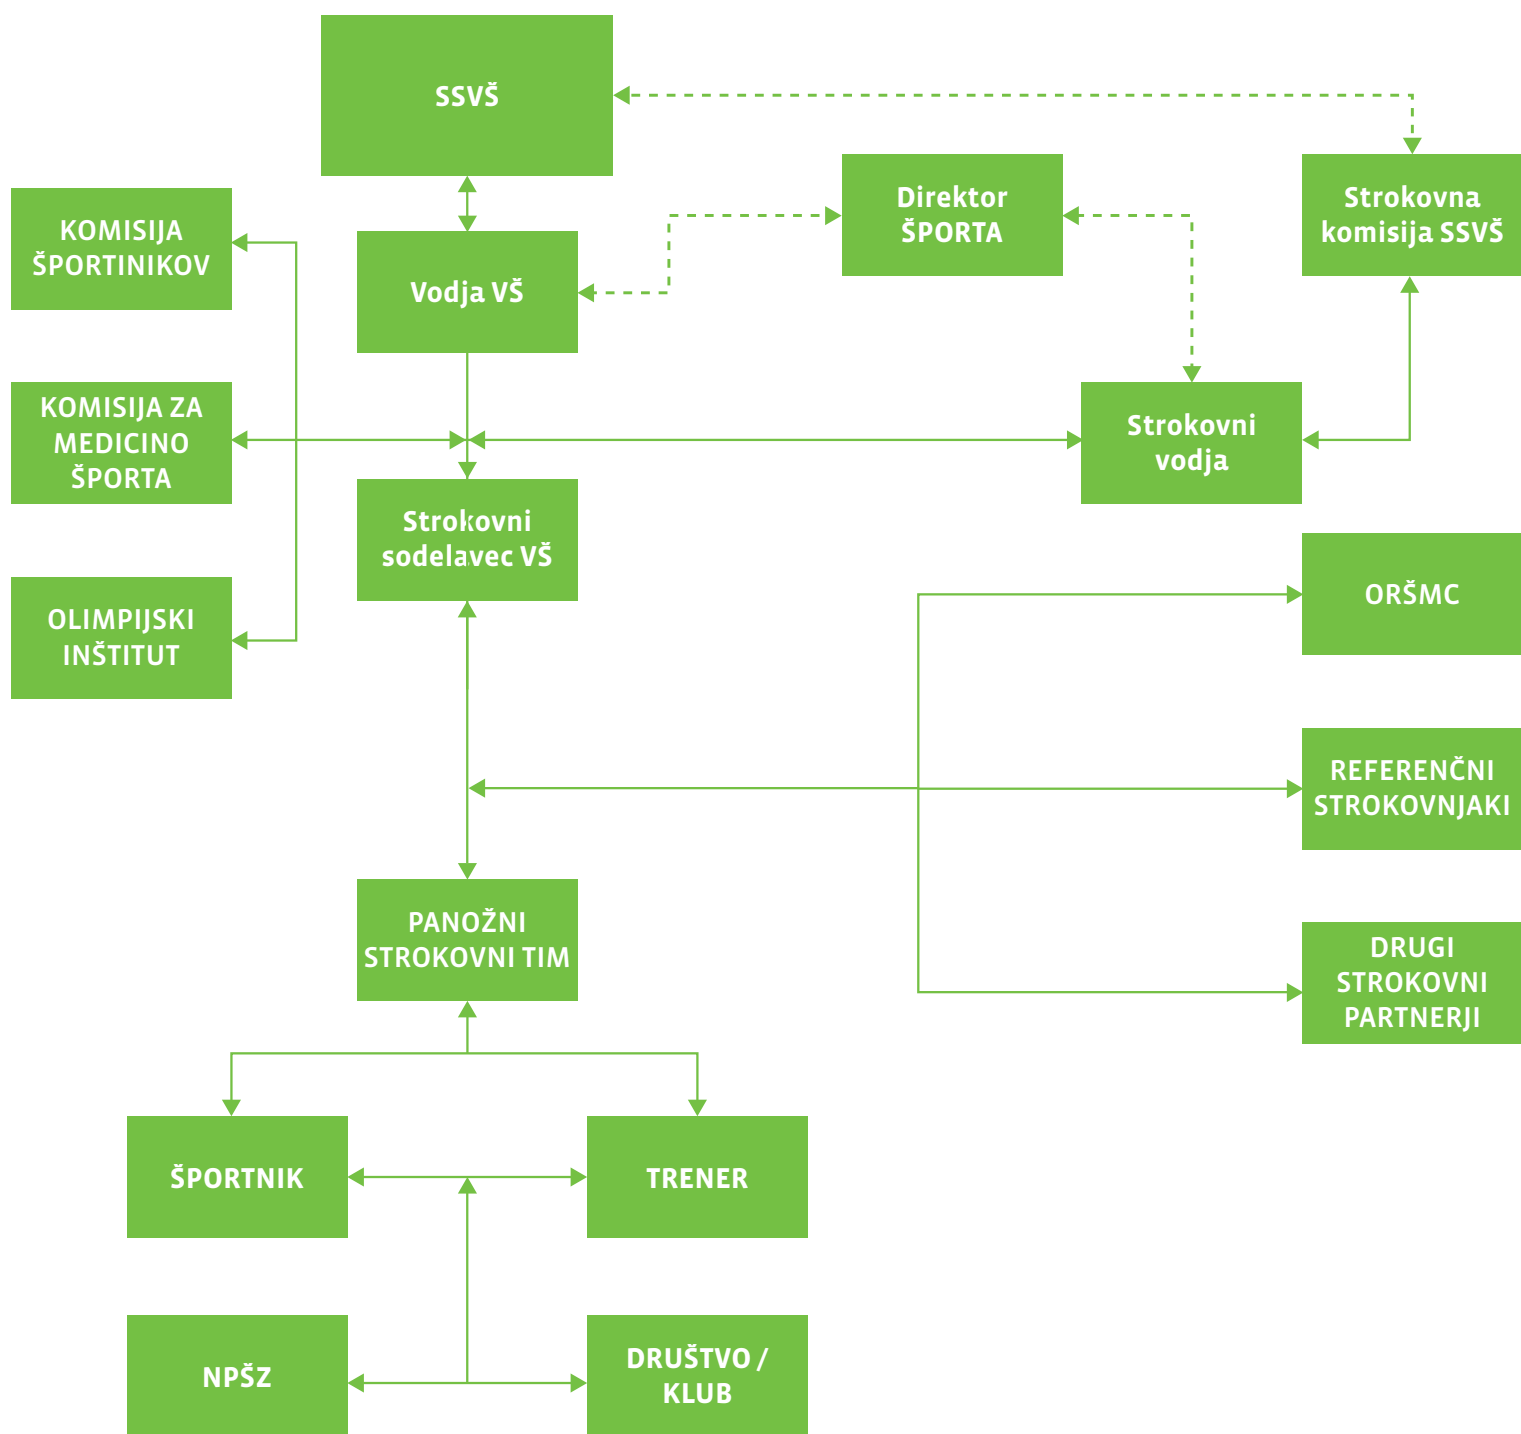 SSVŠ
Direktor
ŠPORTA
Strokovna
komisija SSVŠ
KOMISIJA
ŠPORTINIKOV
Vodja VŠ
KOMISIJA ZA
MEDICINO
ŠPORTA
Strokovni
vodja
Strokovni
sodelavec VŠ
OLIMPIJSKI
INŠTITUT
ORŠMC
REFERENČNI
STROKOVNJAKI
PANOŽNI
STROKOVNI TIM
DRUGI
STROKOVNI
PARTNERJI
ŠPORTNIK
TRENER
NPŠZ
DRUŠTVO /
KLUB